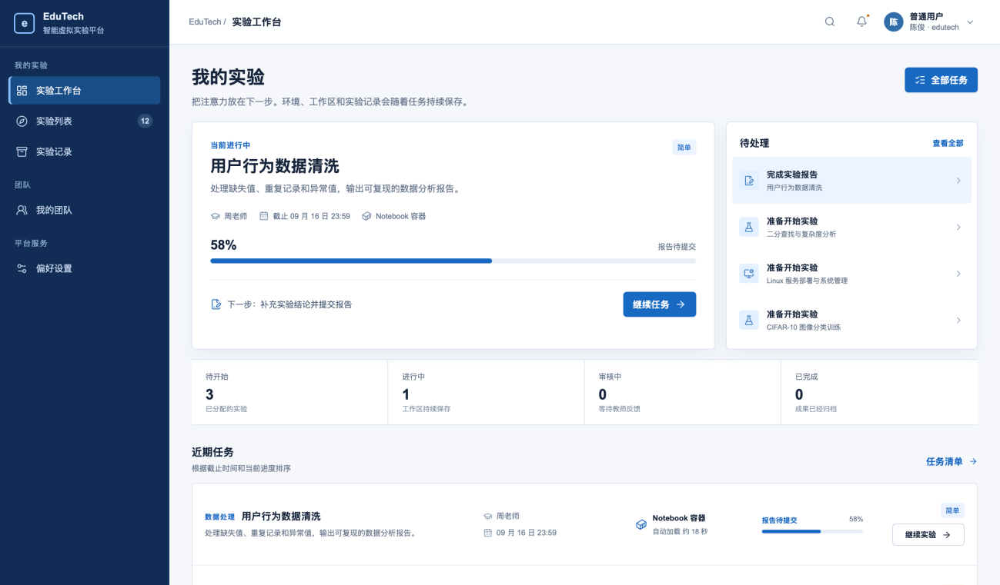 e
EduTech
智能虚拟实验平台
我的实验
实验工作台
实验列表
12
实验记录
团队
我的团队
平台服务
偏好设置
EduTech / 实验工作台
陈
普通用户
陈俊 · edutech
我的实验
把注意力放在下一步。环境、工作区和实验记录会随着任务持续保存。
全部任务
当前进行中
简单
用户行为数据清洗
处理缺失值、重复记录和异常值，输出可复现的数据分析报告。
周老师
截止 09 月 16 日 23:59
Notebook 容器
58%
报告待提交
下一步：补充实验结论并提交报告
继续任务
待处理
查看全部
完成实验报告
用户行为数据清洗
准备开始实验
二分查找与复杂度分析
准备开始实验
Linux 服务部署与系统管理
准备开始实验
CIFAR-10 图像分类训练
待开始
3
已分配的实验
进行中
1
工作区持续保存
审核中
0
等待教师反馈
已完成
0
成果已经归档
近期任务
根据截止时间和当前进度排序
任务清单
数据处理 用户行为数据清洗
处理缺失值、重复记录和异常值，输出可复现的数据分析报告。
周老师
09 月 16 日 23:59
Notebook 容器
自动加载 约 18 秒
报告待提交
58%
简单
继续实验